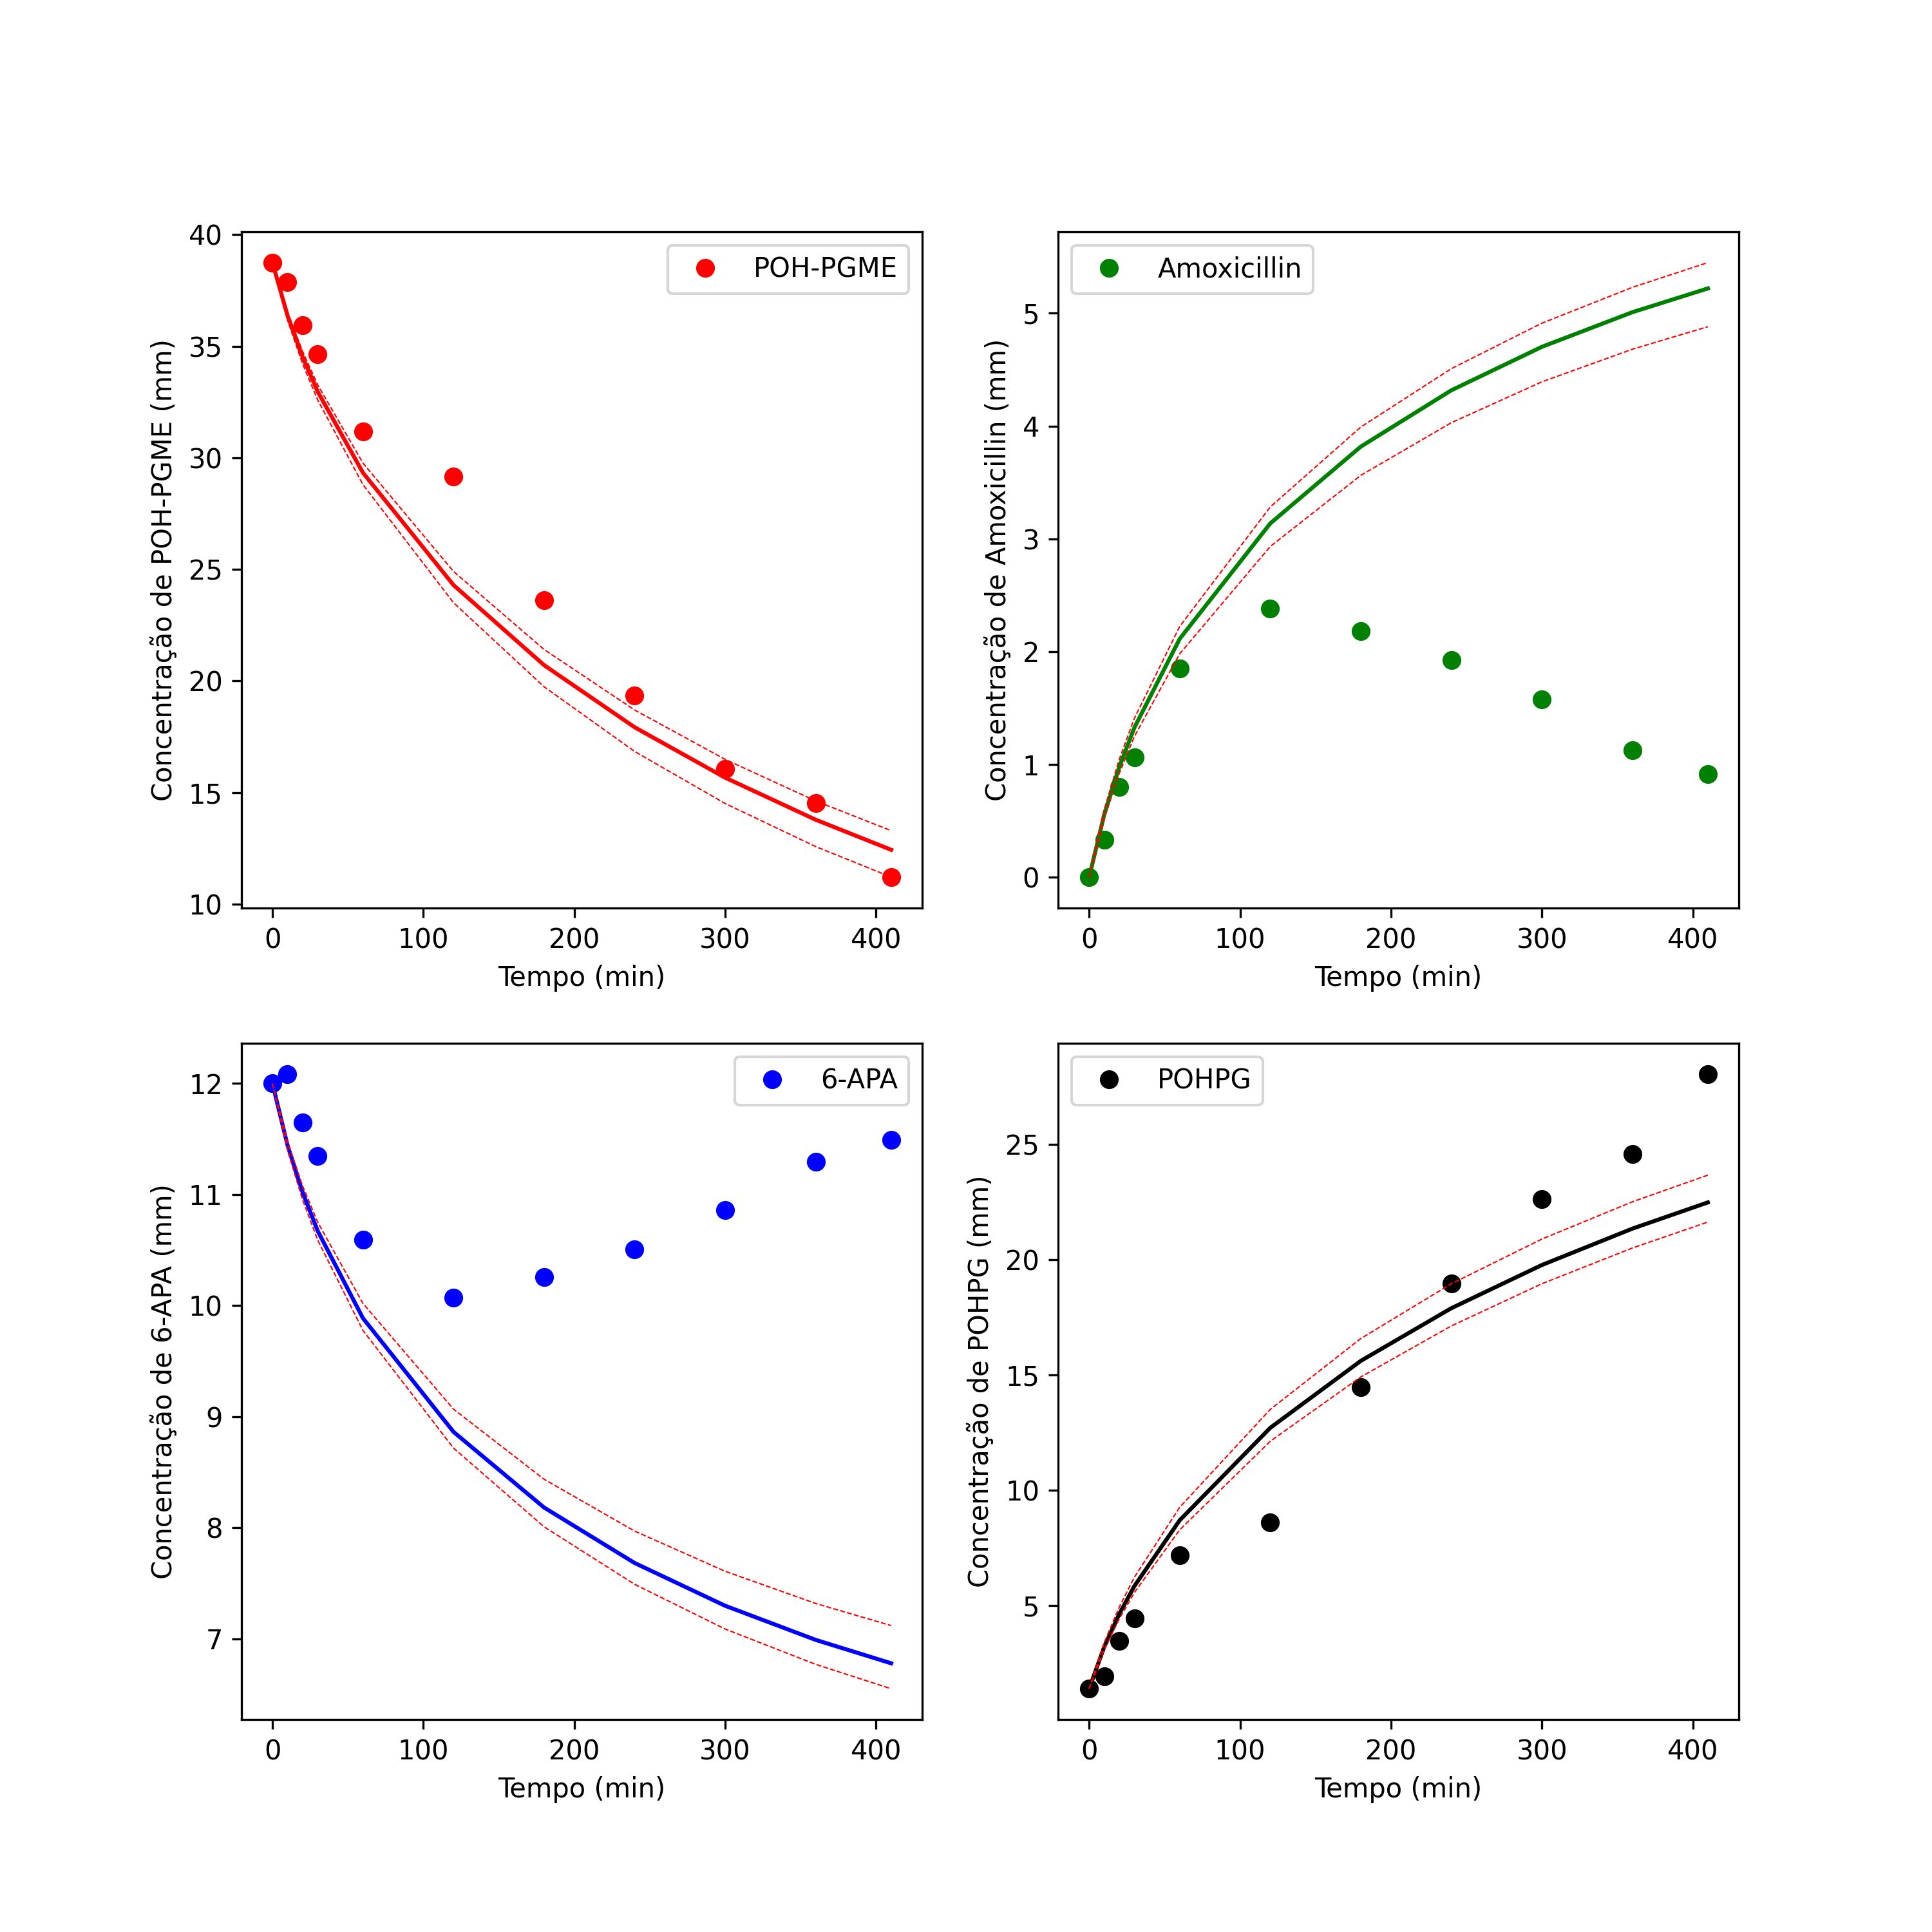 POH-PGME
40
35
30
25
20
15
10
Concentração de POH-PGME (mm)
0 100 200 300 400
Tempo (min)
Amoxicillin
5
4
3
2
1
0
Concentração de Amoxicillin (mm)
0 100 200 300 400
Tempo (min)
6-APA
12
11
10
9
8
7
Concentração de 6-APA (mm)
0 100 200 300 400
Tempo (min)
POHPG
25
20
15
10
5
Concentração de POHPG (mm)
0 100 200 300 400
Tempo (min)